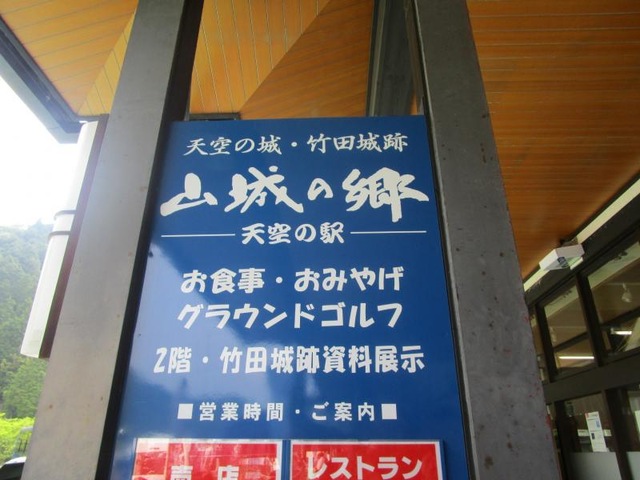 天空の城・竹田城跡
山城の郷
天空の駅
お食事・おみやげ
グラウンドゴルフ
2階・竹田城跡資料展示
■営業時間・ご案内■
売店
レストラン